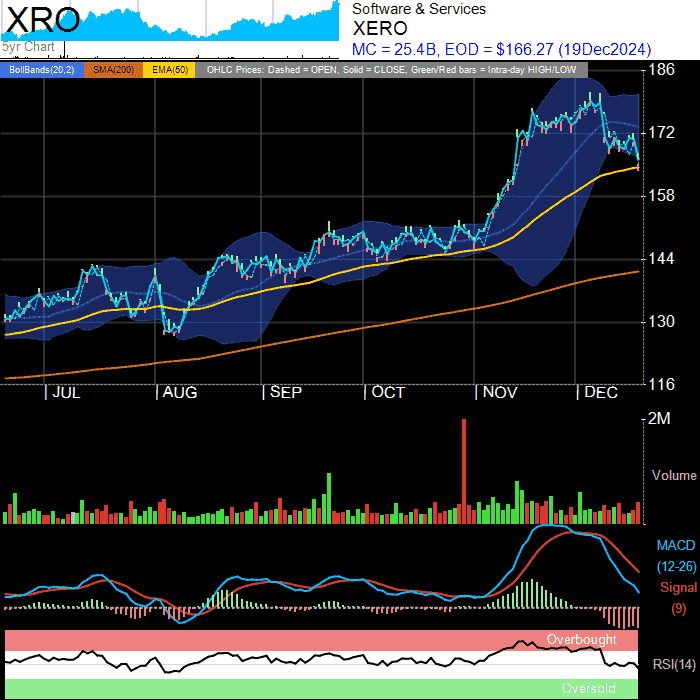 XRO
5yr Chart
Software & Services
XERO
MC = 25.4B, EOD = $166.27 (19Dec2024)
BollBands(20,2) SMA(200) EMA(50) OHLC Prices: Dashed = OPEN, Solid = CLOSE, Green/Red bars = Intra-day HIGH/LOW
186
172
158
144
130
116
JUL AUG SEP OCT NOV DEC
2M
Volume
MACD
(12-26)
Signal
(9)
Overbought
RSI(14)
Oversold